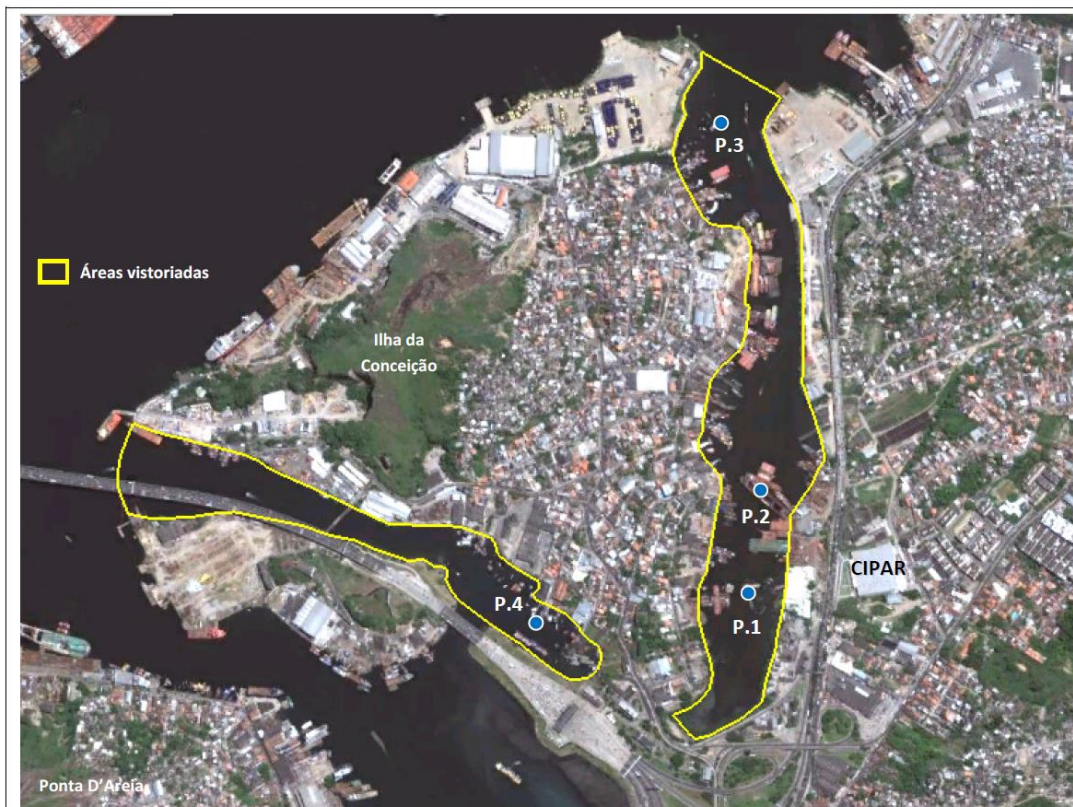 P.3
Áreas vistoriadas
Ilha da
Conceição
P.2
CIPAR
P.4
P.1
Ponta D'Areia